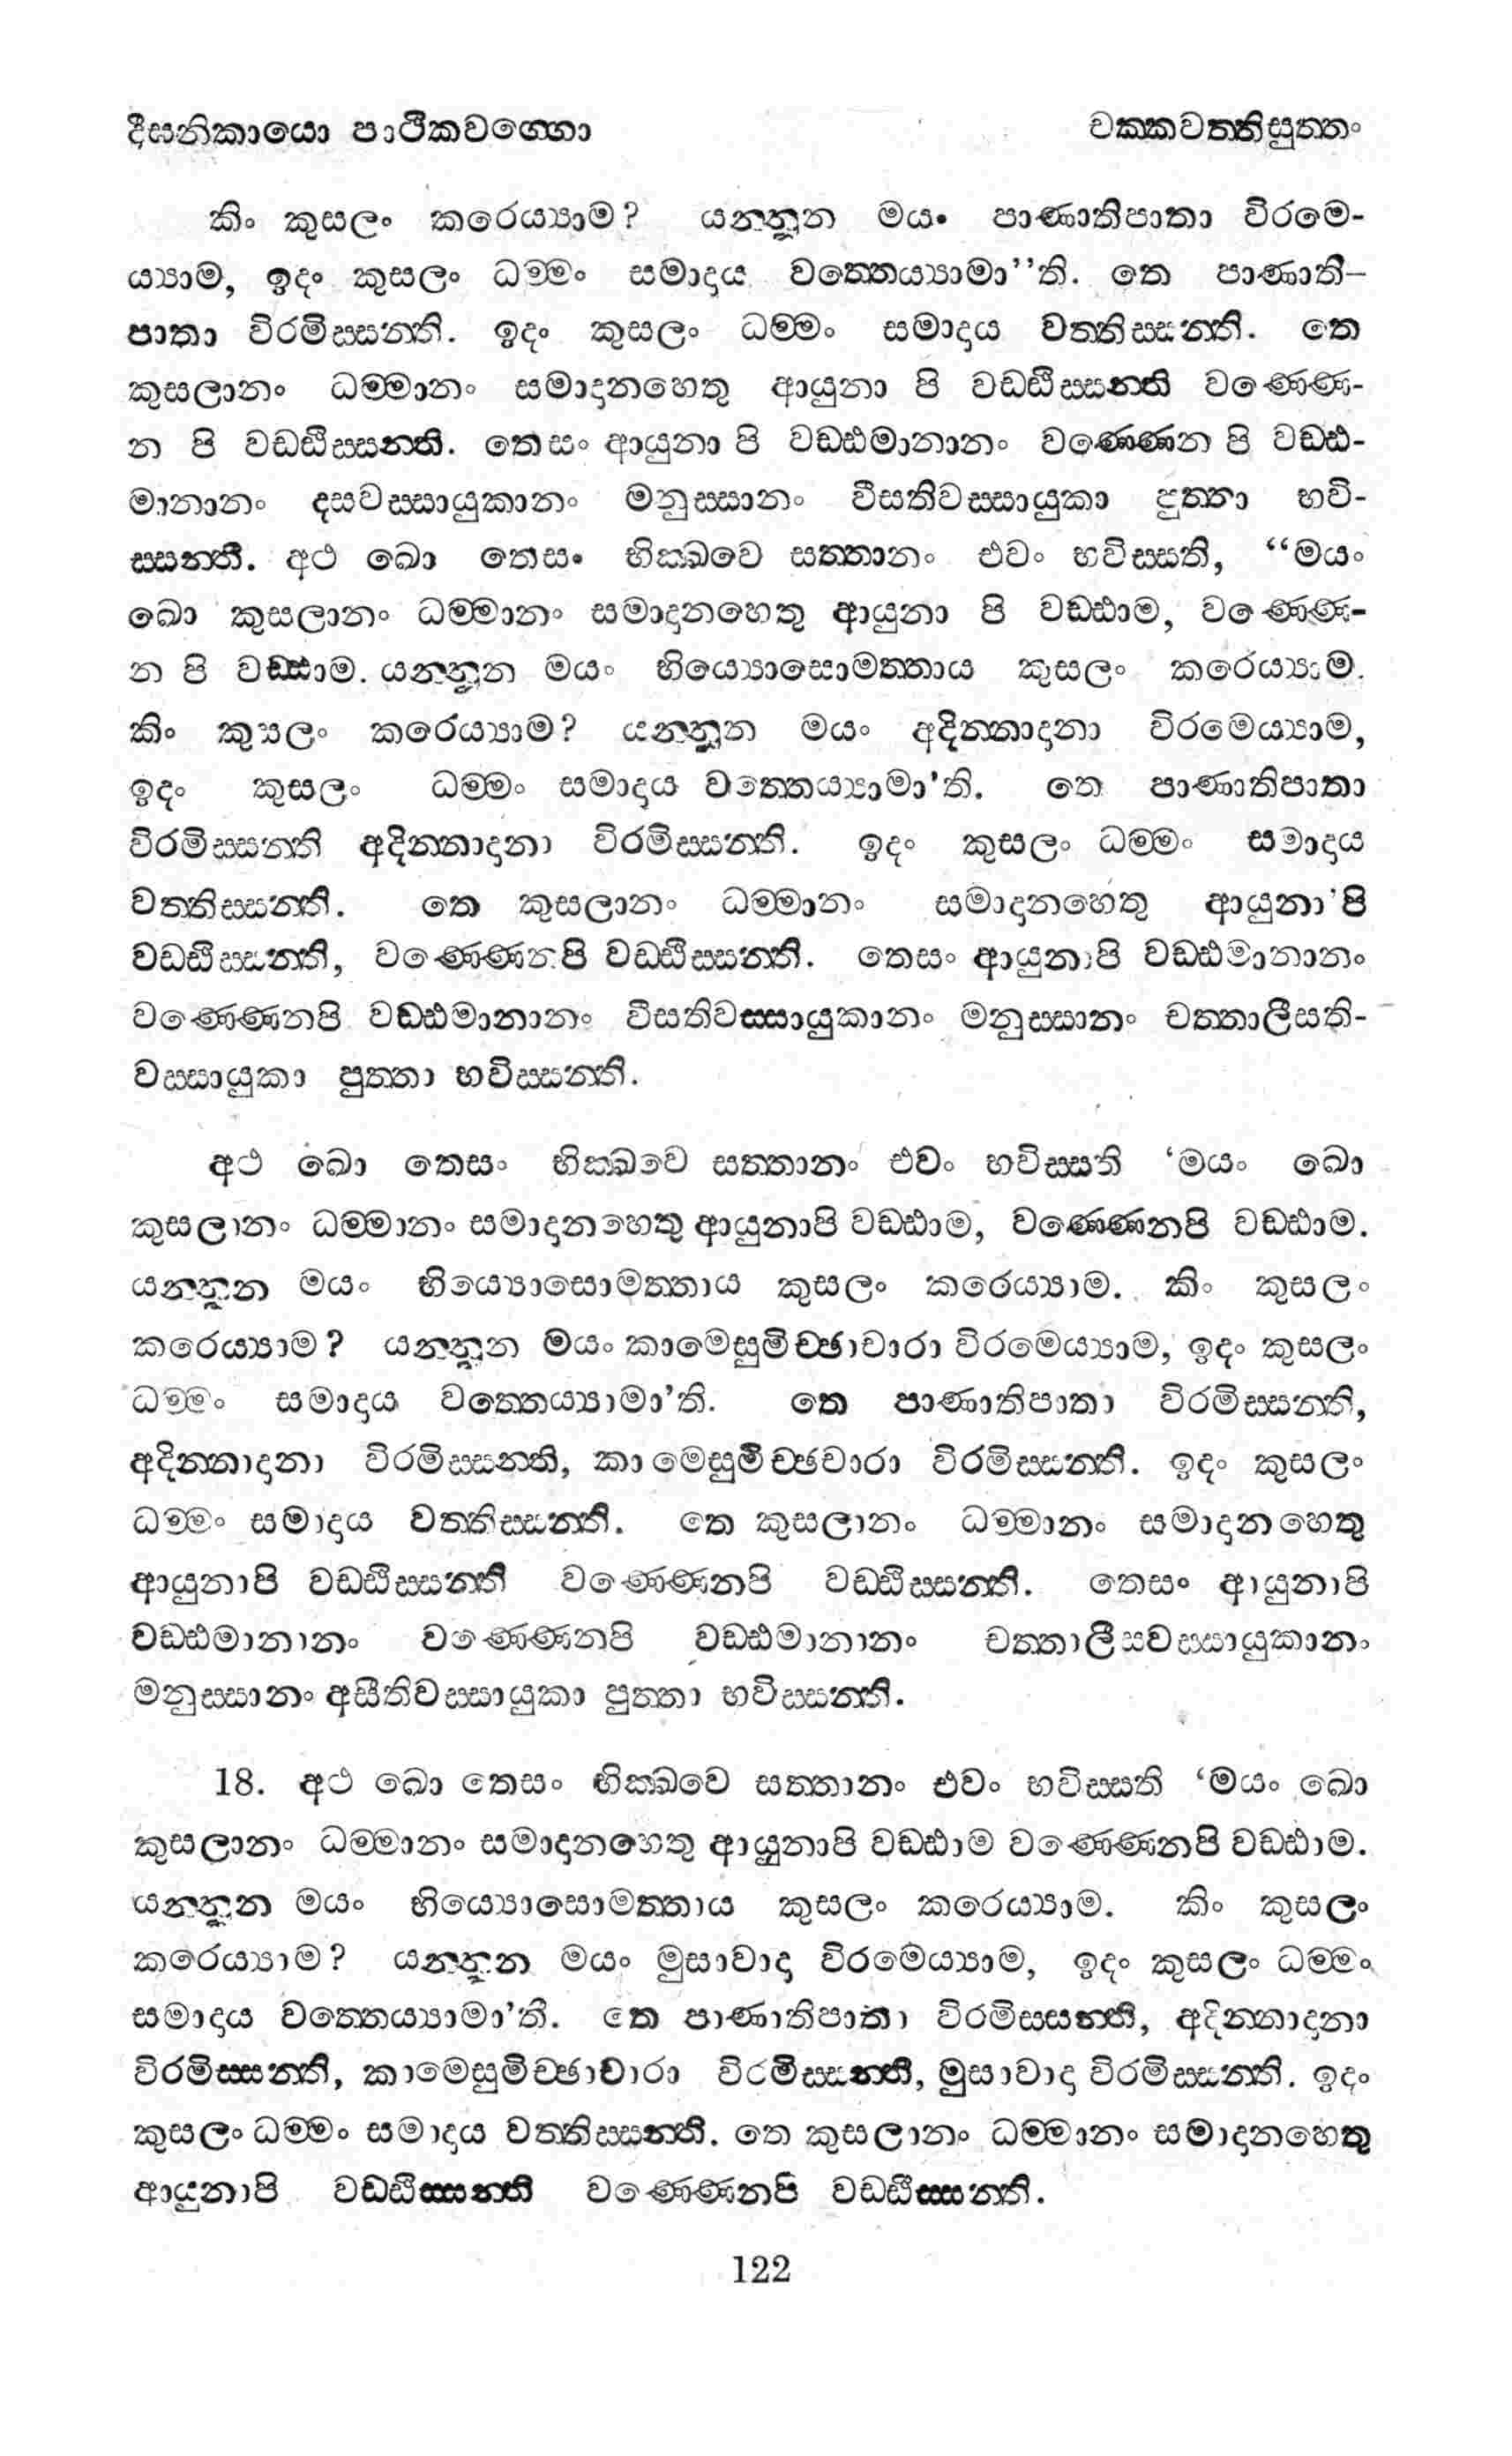 දීඝනිකායො පාථිකවග්ගො චක්කවත්තිසුත්තං
කිං කුසලං කරෙය්‍යාම? යන්නූන මයං පාණාතිපාතා විරමෙ-
ය්‍යාම, ඉදං කුසලං ධම්මං සමාදාය වත්තෙය්‍යාමා’’ති. තෙ පාණාති-
පාතා විරමිස්සන්ති. ඉදං කුසලං ධම්මං සමාදාය වත්තිස්සන්ති. තෙ
කුසලානං ධම්මානං සමාදානහෙතු ආයුනා පි වඩ්ඪිස්සන්ති වණ්ණෙ-
න පි වඩ්ඪිස්සන්ති. තෙසං ආයුනා පි වඩ්ඪමානානං වණ්ණෙන පි වඩ්ඪ-
මානානං දසවස්සායුකානං මනුස්සානං වීසතිවස්සායුකා පුත්තා භවි-
ස්සන්ති. අථ ඛො තෙසං භික්ඛවෙ සත්තානං එවං භවිස්සති, “මයං
ඛො කුසලානං ධම්මානං සමාදානහෙතු ආයුනා පි වඩ්ඪාම, වණ්ණෙ-
න පි වඩ්ඪාම. යන්නූන මයං භිය්‍යොසොමත්තාය කුසලං කරෙය්‍යාම.
කිං කුසලං කරෙය්‍යාම? යන්නූන මයං අදින්නාදානා විරමෙය්‍යාම,
ඉදං කුසලං ධම්මං සමාදාය වත්තෙය්‍යාමා’ති. තෙ පාණාතිපාතා
විරමිස්සන්ති අදින්නාදානා විරමිස්සන්ති. ඉදං කුසලං ධම්මං සමාදාය
වත්තිස්සන්ති. තෙ කුසලානං ධම්මානං සමාදානහෙතු ආයුනා’පි
වඩ්ඪිස්සන්ති, වණ්ණෙනපි වඩ්ඪිස්සන්ති. තෙසං ආයුනාපි වඩ්ඪමානානං
වණ්ණෙනපි වඩ්ඪමානානං වීසතිවස්සායුකානං මනුස්සානං චත්තාලීසති-
වස්සායුකා පුත්තා භවිස්සන්ති.
අථ ඛො තෙසං භික්ඛවෙ සත්තානං එවං භවිස්සති ‘මයං ඛො
කුසලානං ධම්මානං සමාදානහෙතු ආයුනාපි වඩ්ඪාම, වණ්ණෙනපි වඩ්ඪාම.
යන්නූන මයං භිය්‍යොසොමත්තාය කුසලං කරෙය්‍යාම. කිං කුසලං
කරෙය්‍යාම? යන්නූන මයං කාමෙසුමිච්ඡාචාරා විරමෙය්‍යාම, ඉදං කුසලං
ධම්මං සමාදාය වත්තෙය්‍යාමා’ති. තෙ පාණාතිපාතා විරමිස්සන්ති,
අදින්නාදානා විරමිස්සන්ති, කාමෙසුමිච්ඡචාරා විරමිස්සන්ති. ඉදං කුසලං
ධම්මං සමාදාය වත්තිස්සන්ති. තෙ කුසලානං ධම්මානං සමාදානහෙතු
ආයුනාපි වඩ්ඪිස්සන්ති වණ්ණෙනපි වඩ්ඪිස්සන්ති. තෙසං ආයුනාපි
වඩ්ඪමානානං වණ්ණෙනපි වඩ්ඪමානානං චත්තාලීසවස්සායුකානං
මනුස්සානං අසීතිවස්සායුකා පුත්තා භවිස්සන්ති.
18. අථ ඛො තෙසං භික්ඛවෙ සත්තානං එවං භවිස්සති ‘මයං ඛො
කුසලානං ධම්මානං සමාදානහෙතු ආයුනාපි වඩ්ඪාම වණ්ණෙනපි වඩ්ඪාම.
යන්නූන මයං භිය්‍යොසොමත්තාය කුසලං කරෙය්‍යාම. කිං කුසලං
කරෙය්‍යාම? යන්නූන මයං මුසාවාදා විරමෙය්‍යාම, ඉදං කුසලං ධම්මං
සමාදාය වත්තෙය්‍යාමා’ති. තෙ පාණාතිපාතා විරමිස්සන්ති, අදින්නාදානා
විරමිස්සන්ති, කාමෙසුමිච්ඡාචාරා විරමිස්සන්ති, මුසාවාදා විරමිස්සන්ති. ඉදං
කුසලං ධම්මං සමාදාය වත්තිස්සන්ති. තෙ කුසලානං ධම්මානං සමාදානහෙතු
ආයුනාපි වඩ්ඪිස්සන්ති වණ්ණෙනපි වඩ්ඪිස්සන්ති.
122